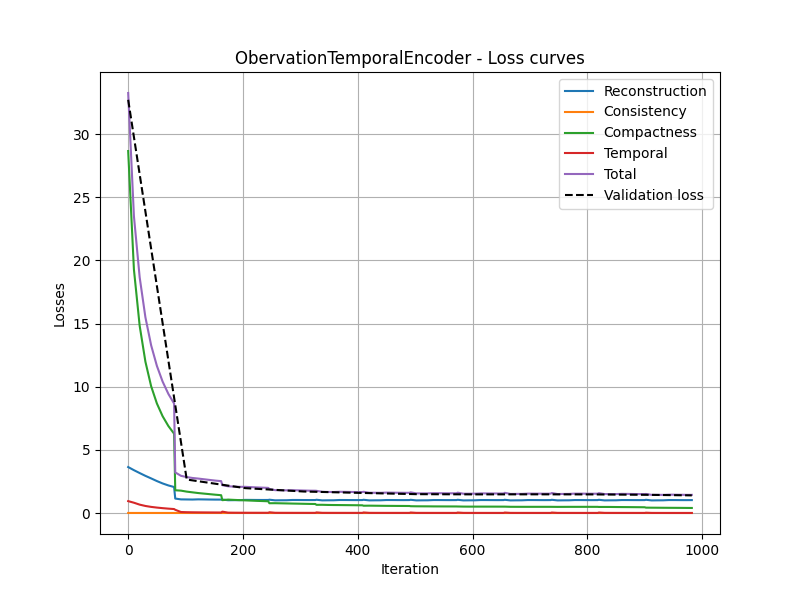 ObervationTemporalEncoder - Loss curves
Reconstruction
Consistency
Compactness
Temporal
Total
Validation loss
Losses
30
25
20
15
10
5
0
0 200 400 600 800 1000
Iteration